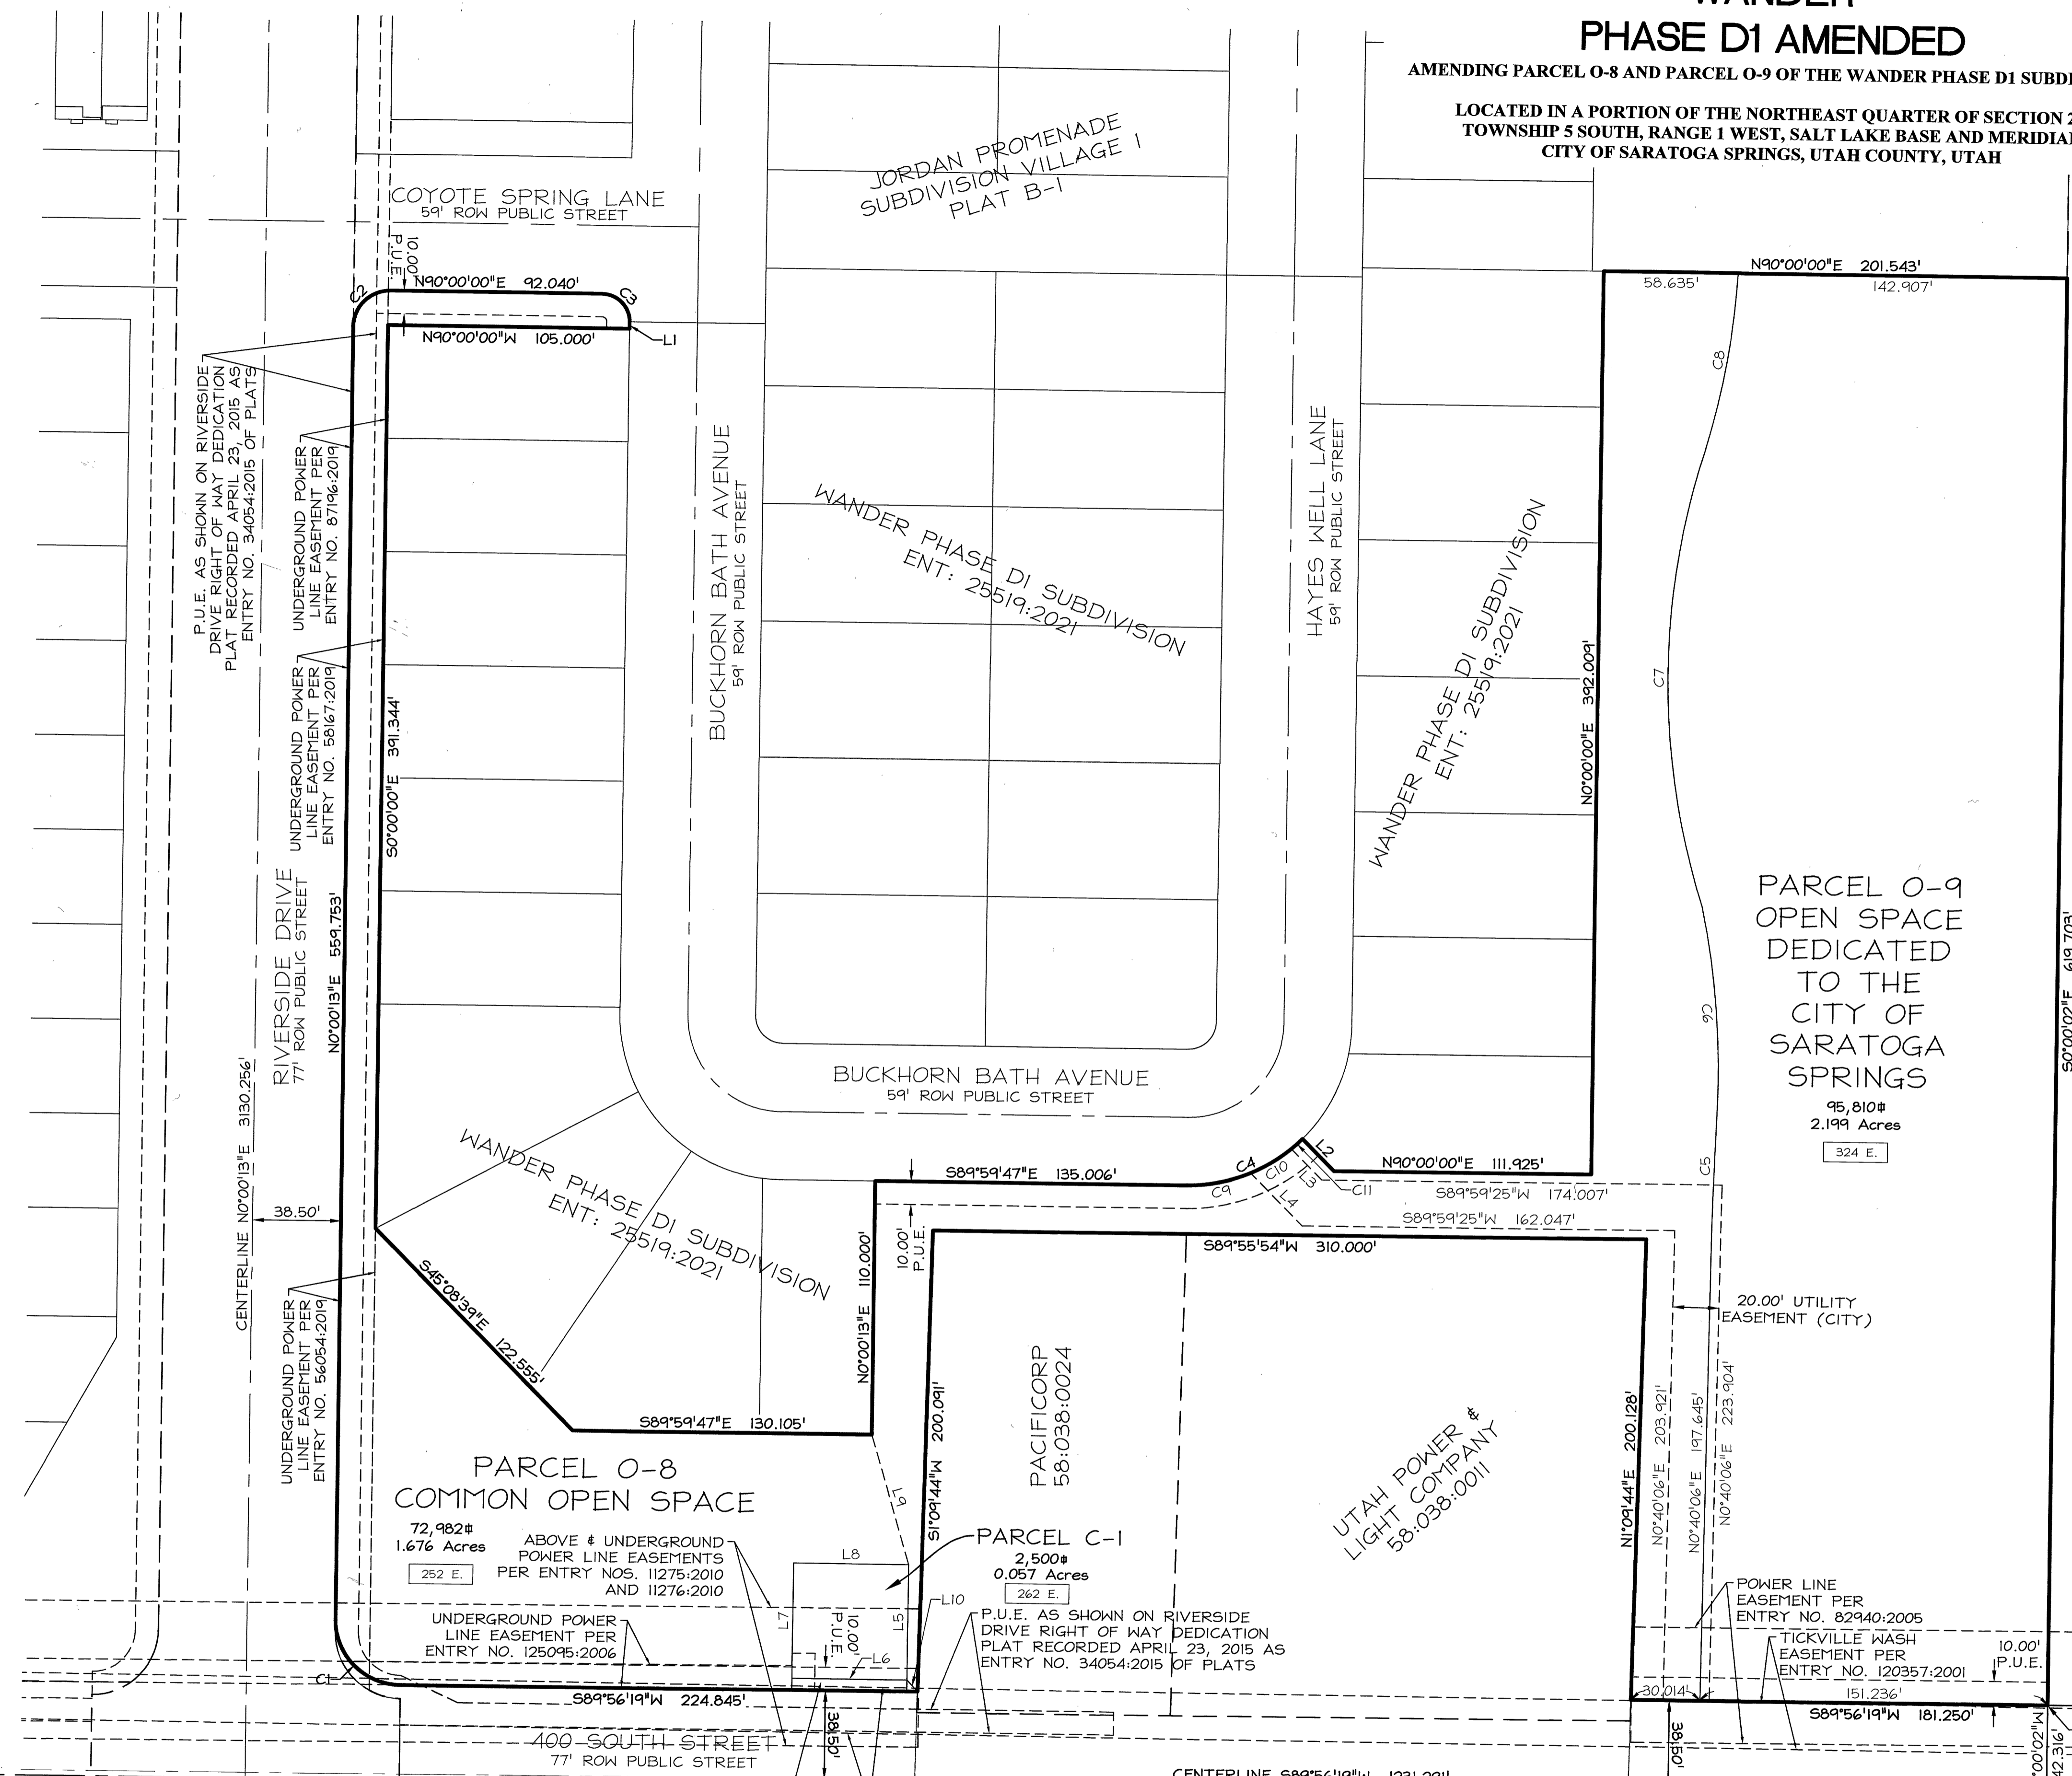 WANDER
PHASE D1 AMENDED
AMENDING PARCEL O-8 AND PARCEL O-9 OF THE WANDER PHASE D1
LOCATED IN A PORTION OF THE NORTHEAST QUARTER OF SECTION
TOWNSHIP 5 SOUTH, RANGE 1 WEST, SALT LAKE BASE AND
CITY OF SARATOGA SPRINGS, UTAH COUNTY, UTAH
JORDAN PROMENADE
SUBDIVISION VILLAGE 1
PLAT B-1
COYOTE SPRING LANE
59' ROW PUBLIC STREET
10.00'
P.U.E.
N90°00'00"E 92.040'
C2
C3
N90°00'00"W 105.000'
L1
N90°00'00"E 201.543'
58.635'
142.907'
C8
P.U.E. AS SHOWN ON RIVERSIDE
DRIVE RIGHT OF WAY DEDICATION
PLAT RECORDED APRIL 23, 2015 AS
ENTRY NO. 34054:2015 OF PLATS
UNDERGROUND POWER
LINE EASEMENT PER
ENTRY NO. 87196:2019
UNDERGROUND POWER
LINE EASEMENT PER
ENTRY NO. 58167:2019
S0°00'00"E 391.344'
BUCKHORN BATH AVENUE
59' ROW PUBLIC STREET
WANDER PHASE D1 SUBDIVISION
ENT: 25519:2021
HAYES WELL LANE
59' ROW PUBLIC STREET
WANDER PHASE D1 SUBDIVISION
ENT: 25519:2021
N0°00'00"E 392.009'
C7
PARCEL O-9
OPEN SPACE
DEDICATED
TO THE
CITY OF
SARATOGA
SPRINGS
95,810⌗
2.199 Acres
324 E.
S0°00'02"E 619.703'
C6
C5
RIVERSIDE DRIVE
77' ROW PUBLIC STREET
N0°00'13"E 559.753'
CENTERLINE N0°00'13"E 3130.256'
38.50'
BUCKHORN BATH AVENUE
59' ROW PUBLIC STREET
WANDER PHASE D1 SUBDIVISION
ENT: 25519:2021
S89°59'47"E 135.006'
C4
C9
C10
L2
L3
L4
C11
N90°00'00"E 111.925'
S89°59'25"W 174.007'
S89°59'25"W 162.047'
10.00'
P.U.E.
S89°55'54"W 310.000'
N0°00'13"E 110.000'
S45°08'39"E 122.555'
S89°59'47"E 130.105'
UNDERGROUND POWER
LINE EASEMENT PER
ENTRY NO. 56054:2019
20.00' UTILITY
EASEMENT (CITY)
PACIFICORP
58:038:0024
UTAH POWER &
LIGHT COMPANY
58:038:0011
S1°09'44"W 200.091'
N1°09'44"E 200.128'
N0°40'06"E 203.921'
N0°40'06"E 197.645'
N0°40'06"E 223.904'
PARCEL O-8
COMMON OPEN SPACE
72,982⌗
1.676 Acres
252 E.
ABOVE & UNDERGROUND
POWER LINE EASEMENTS
PER ENTRY NOS. 11275:2010
AND 11276:2010
L9
L8
PARCEL C-1
2,500⌗
0.057 Acres
262 E.
L10
UNDERGROUND POWER
LINE EASEMENT PER
ENTRY NO. 125095:2006
L7
10.00'
P.U.E.
L5
L6
P.U.E. AS SHOWN ON RIVERSIDE
DRIVE RIGHT OF WAY DEDICATION
PLAT RECORDED APRIL 23, 2015 AS
ENTRY NO. 34054:2015 OF PLATS
POWER LINE
EASEMENT PER
ENTRY NO. 82940:2005
TICKVILLE WASH
EASEMENT PER
ENTRY NO. 120357:2001
10.00'
P.U.E.
C1
S89°56'19"W 224.845'
30.014'
151.236'
S89°56'19"W 181.250'
38.50'
38.50'
400 SOUTH STREET
77' ROW PUBLIC STREET
CENTERLINE S89°56'19"W 1231.291'
00'02"W
42.316'